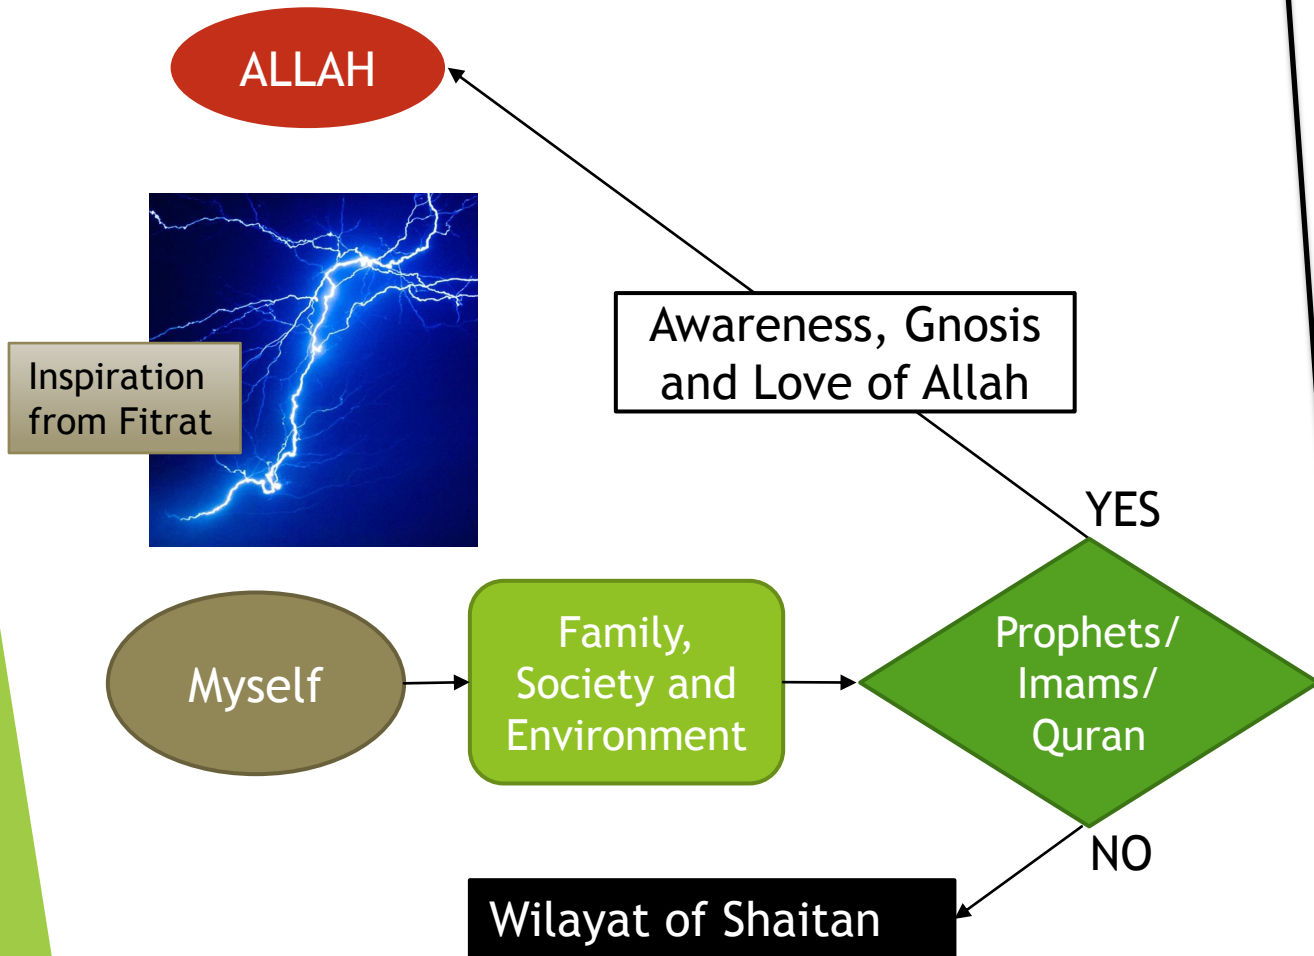 ALLAH
Inspiration
from Fitrat
Awareness, Gnosis
and Love of Allah
YES
Myself
Family,
Society and
Environment
Prophets/
Imams/
Quran
NO
Wilayat of Shaitan